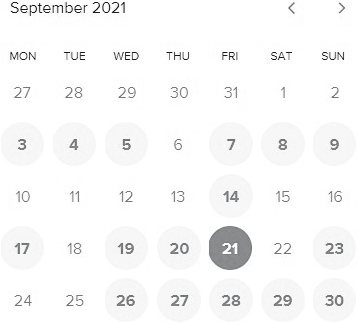 September 2021
MON TUE WED THU FRI SAT SUN
27 28 29 30 31 1 2
3 4 5 6 7 8 9
10 11 12 13 14 15 16
17 18 19 20 21 22 23
24 25 26 27 28 29 30